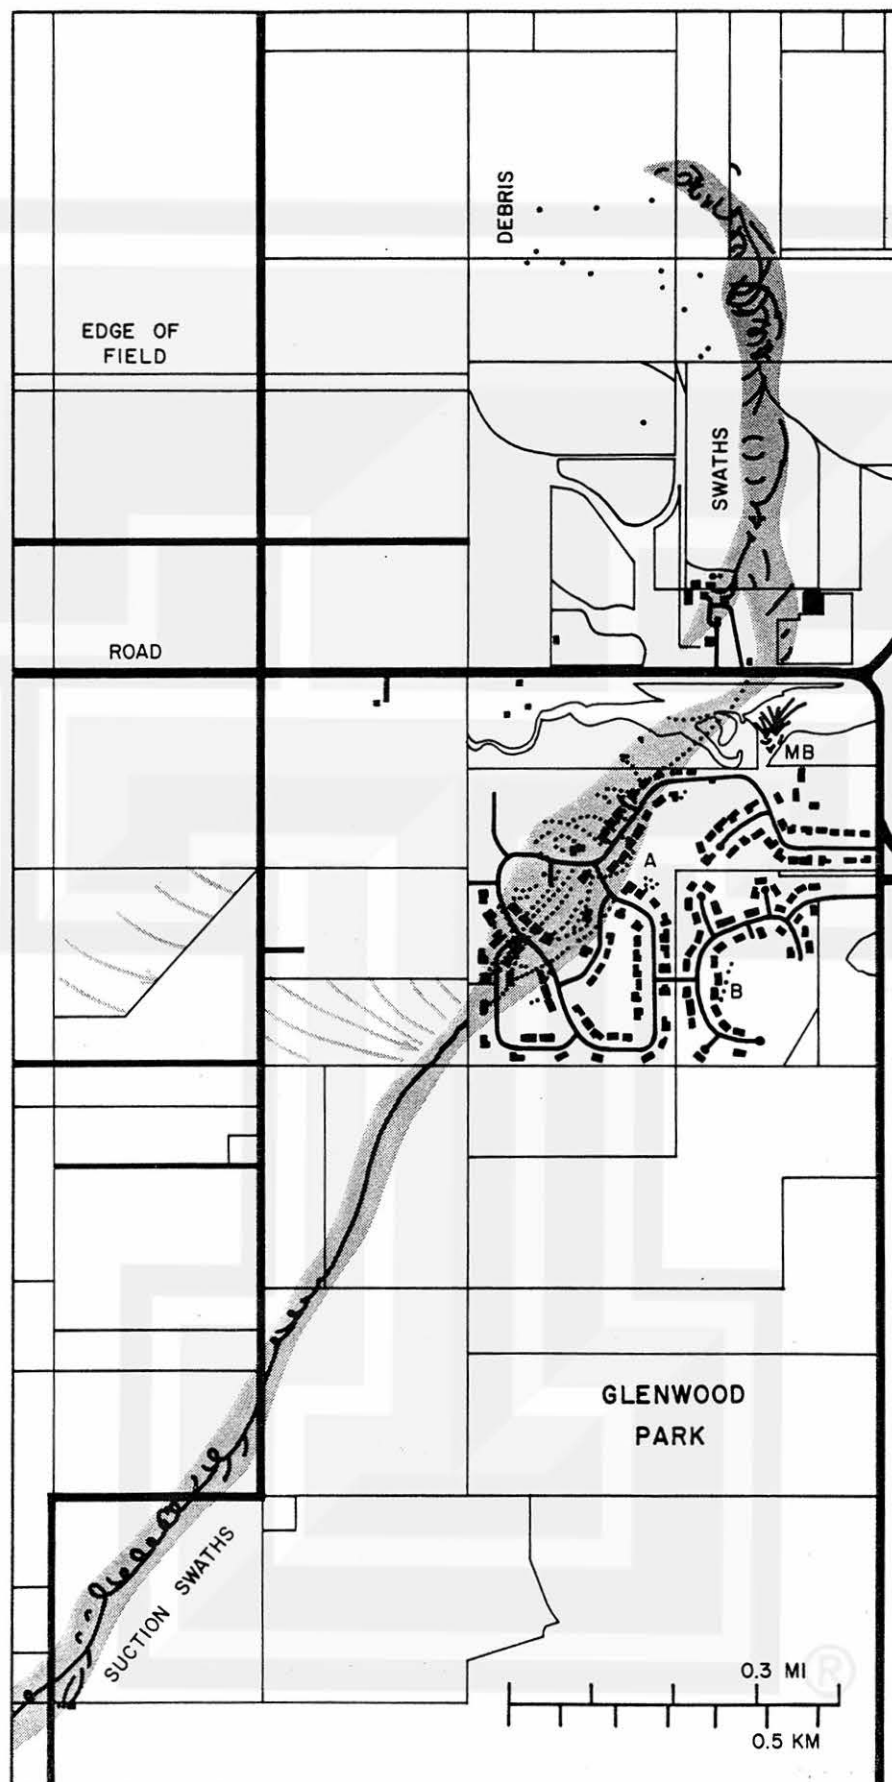 DEBRIS
EDGE OF
FIELD
SWATHS
ROAD
MB
A
B
GLENWOOD
PARK
SUCTION SWATHS
0.3 MI
0.5 KM
®